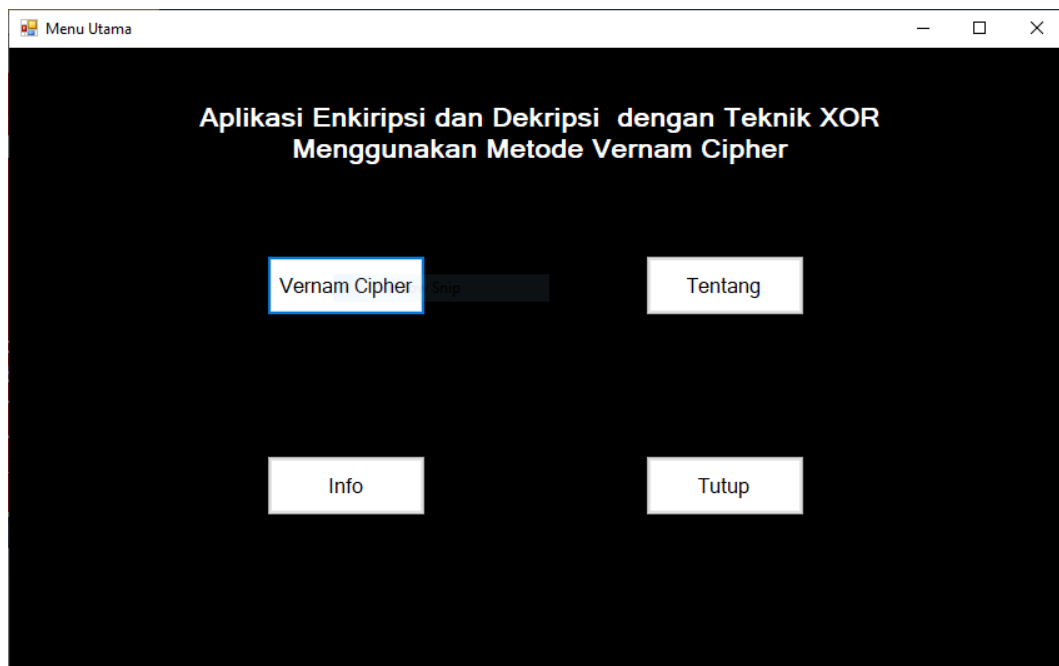 Menu Utama
Aplikasi Enkiripsi dan Dekripsi dengan Teknik XOR
Menggunakan Metode Vernam Cipher
Vernam Cipher
Snip
Tentang
Info
Tutup